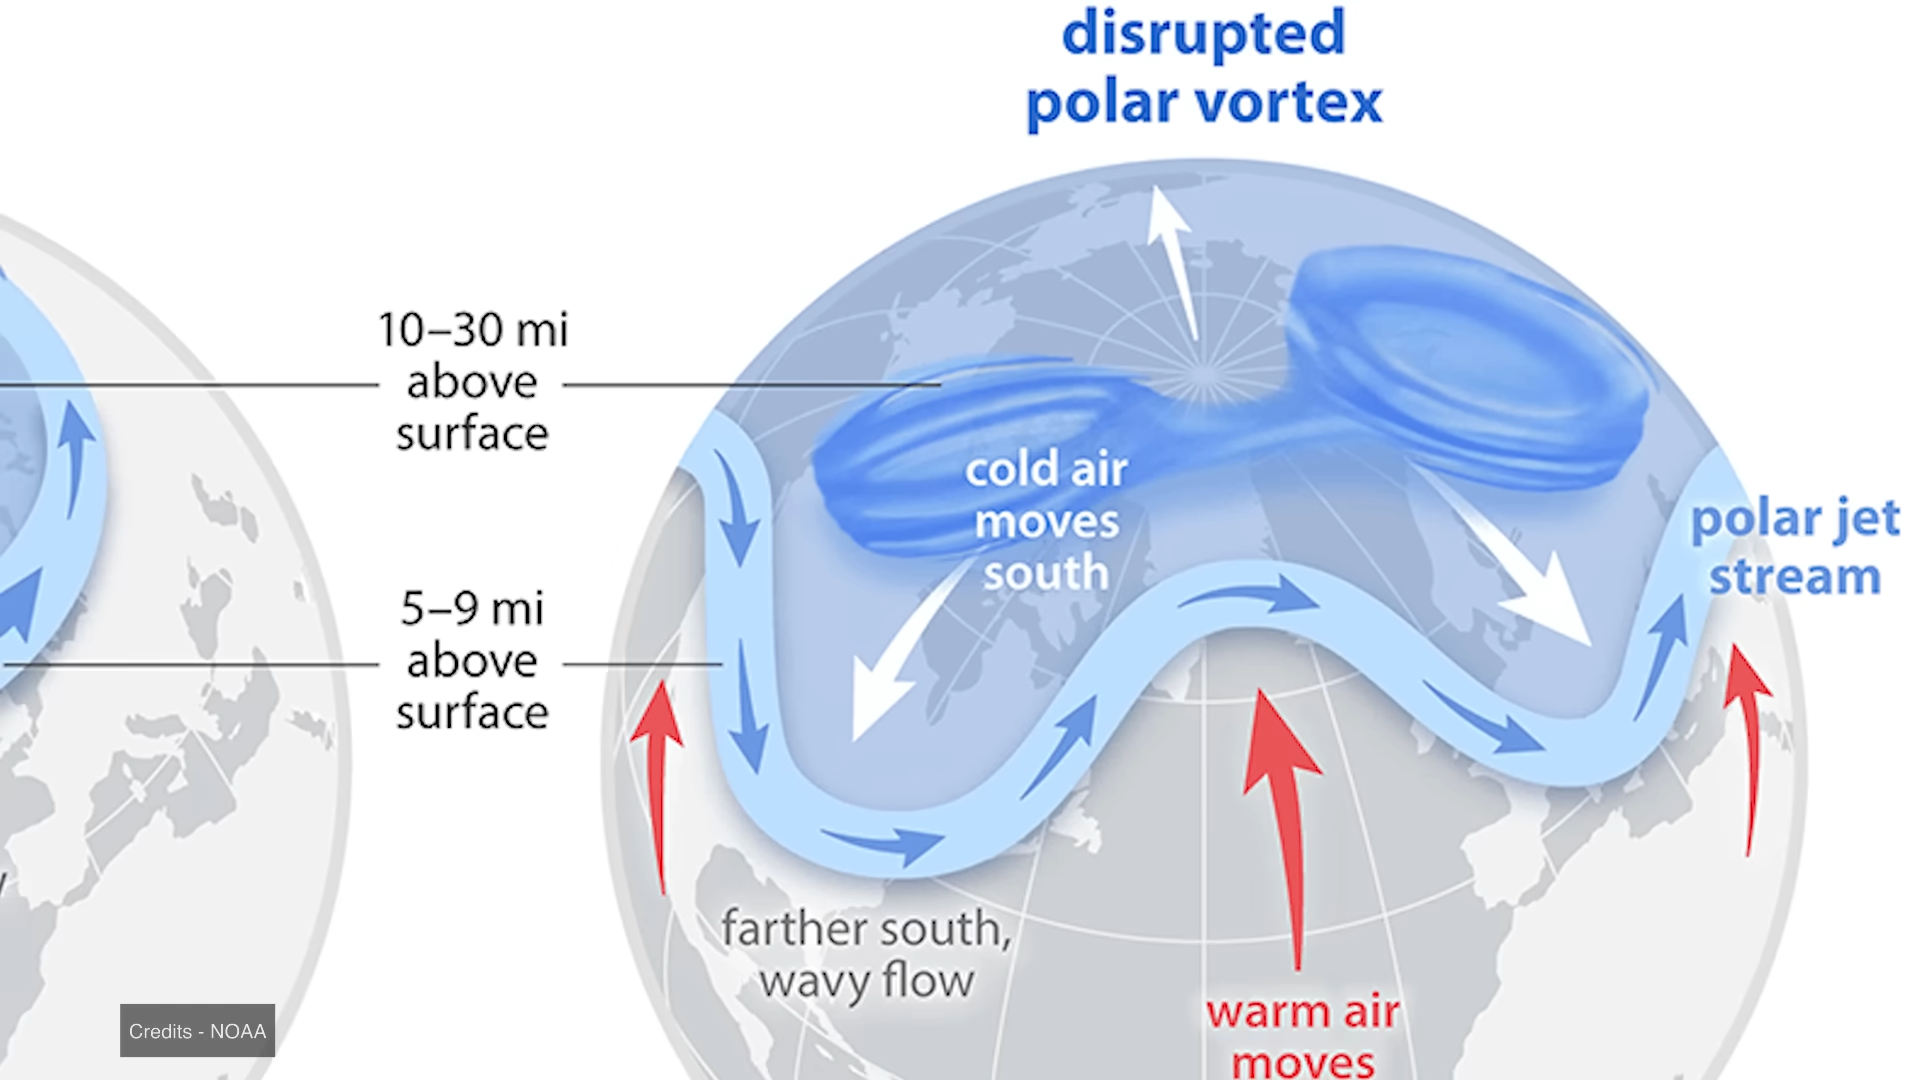 disrupted
polar vortex
10–30 mi
above
surface
cold air
moves
south
polar jet
stream
5–9 mi
above
surface
farther south,
wavy flow
warm air
moves
Credits - NOAA